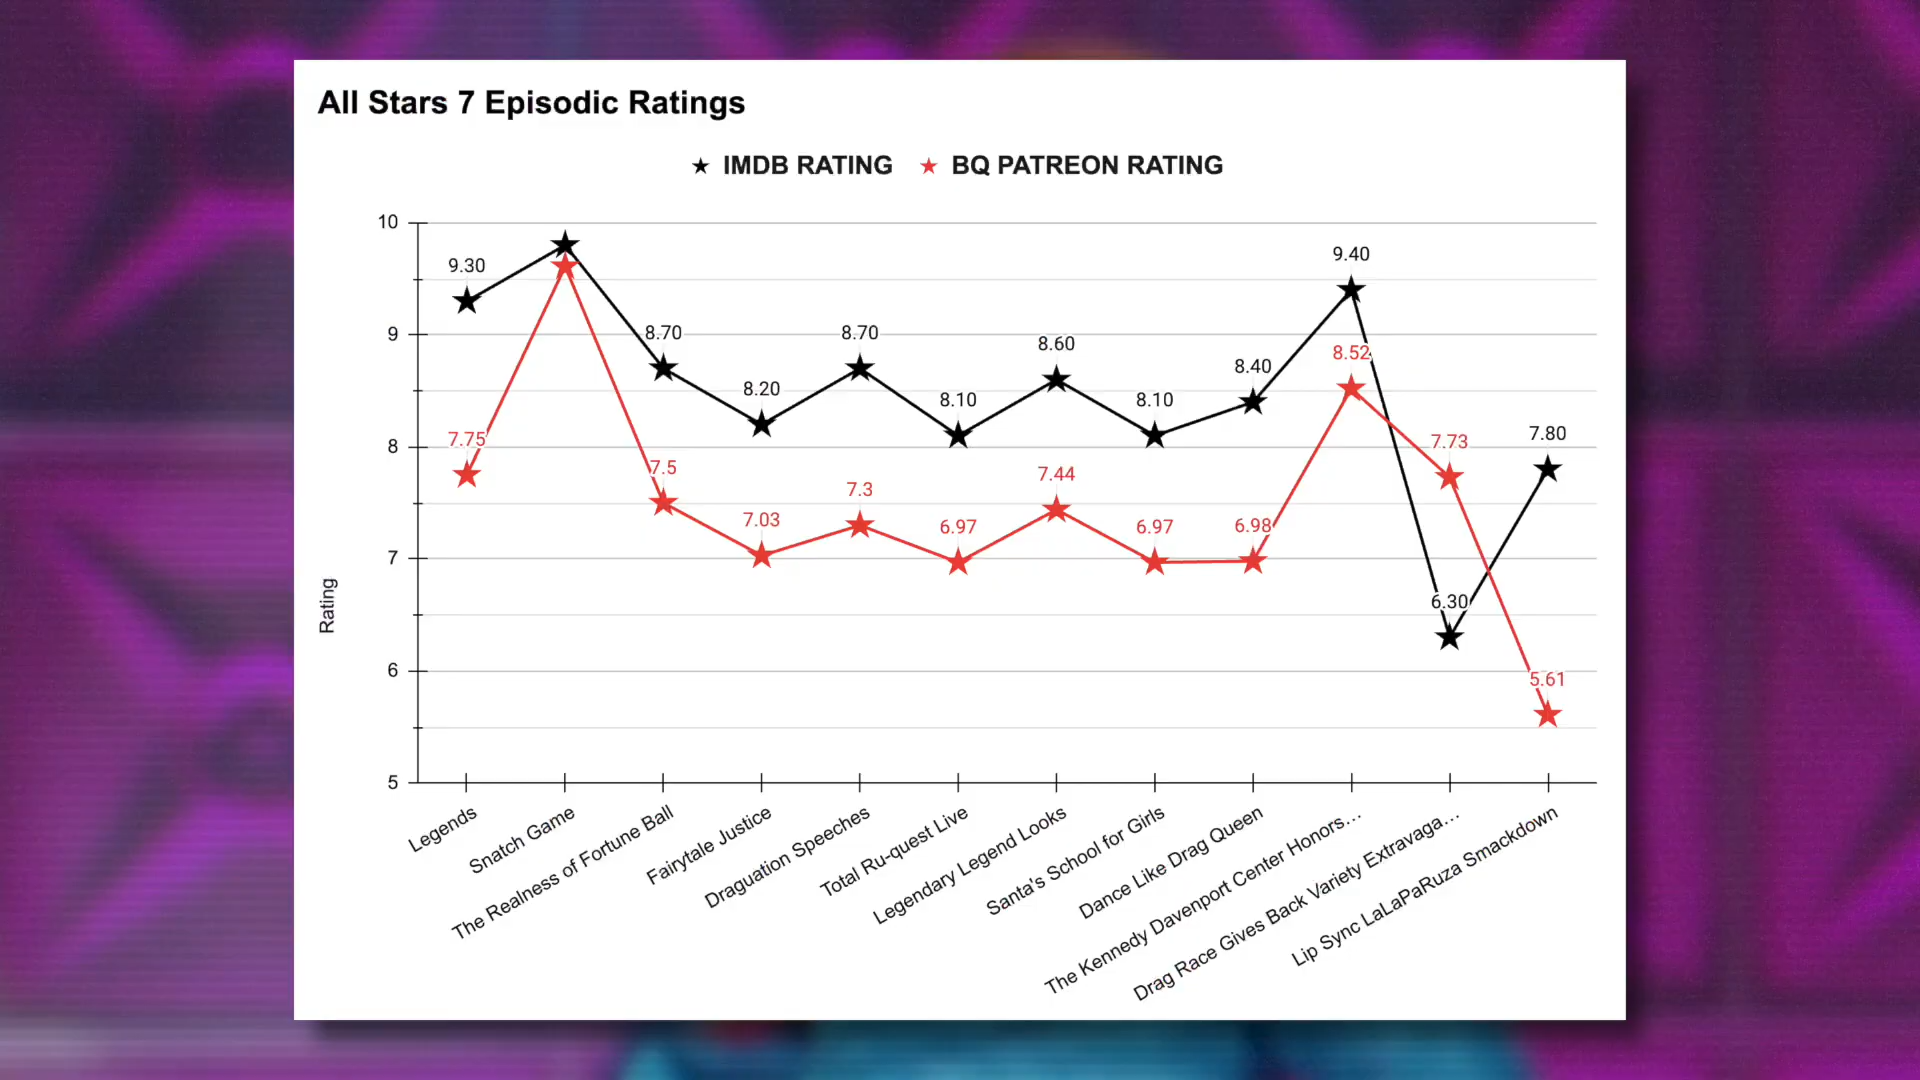 All Stars 7 Episodic Ratings
IMDB RATING BQ PATREON RATING
10
9
8
7
6
5
Rating
9.30
8.70
8.20
8.70
8.10
8.60
8.10
8.40
9.40
6.30
7.80
7.75
7.5
7.03
7.3
6.97
7.44
6.97
6.98
8.52
7.73
5.61
Legends
Snatch Game
The Realness of Fortune Ball
Fairytale Justice
Draguation Speeches
Total Ru-quest Live
Legendary Legend Looks
Santa's School for Girls
Dance Like Drag Queen
The Kennedy Davenport Center Honors...
Drag Race Gives Back Variety Extravaga...
Lip Sync LaLaPaRuza Smackdown